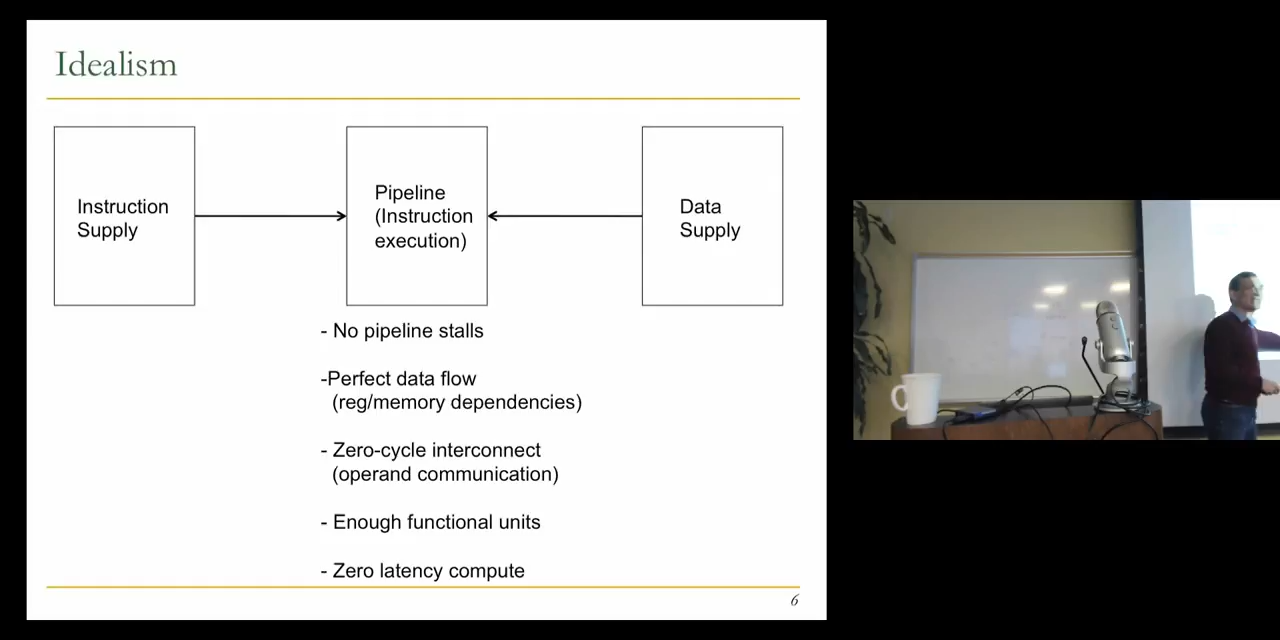 Idealism
Instruction
Supply
Pipeline
(Instruction
execution)
Data
Supply
- No pipeline stalls
-Perfect data flow
(reg/memory dependencies)
- Zero-cycle interconnect
(operand communication)
- Enough functional units
- Zero latency compute
6